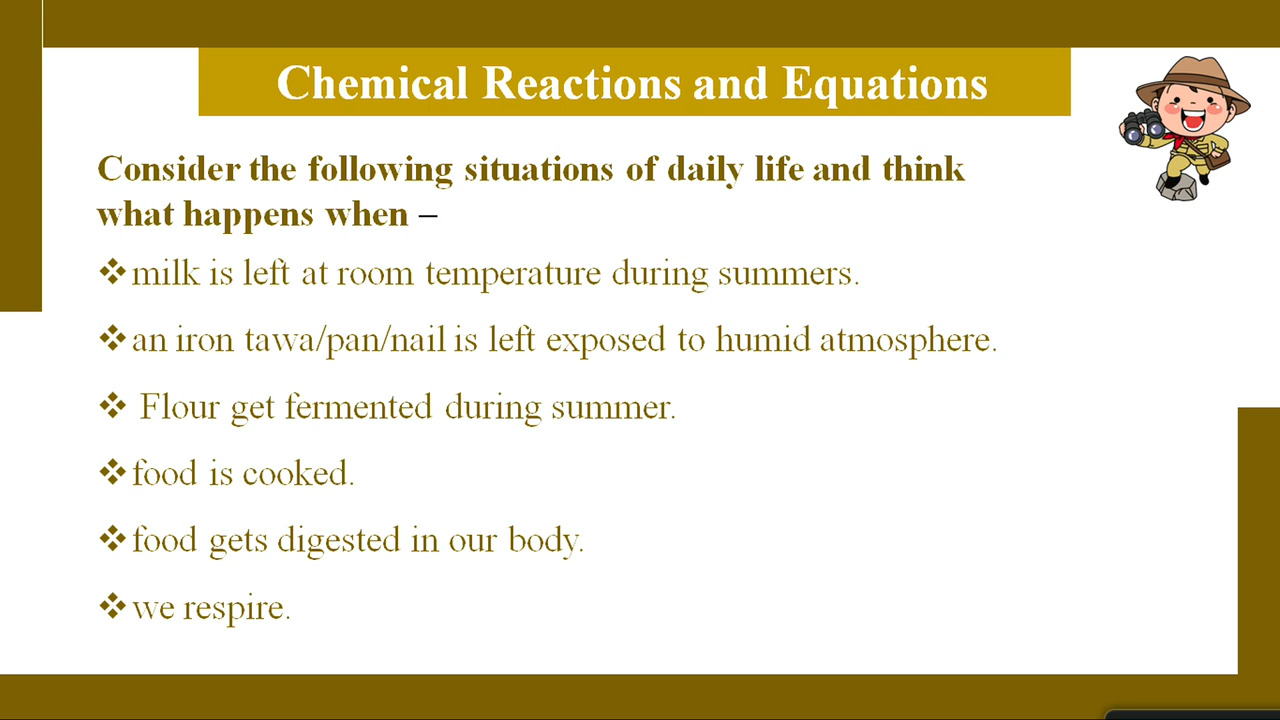 Chemical Reactions and Equations
Consider the following situations of daily life and think
what happens when –
❖milk is left at room temperature during summers.
❖an iron tawa/pan/nail is left exposed to humid atmosphere.
❖ Flour get fermented during summer.
❖food is cooked.
❖food gets digested in our body.
❖we respire.